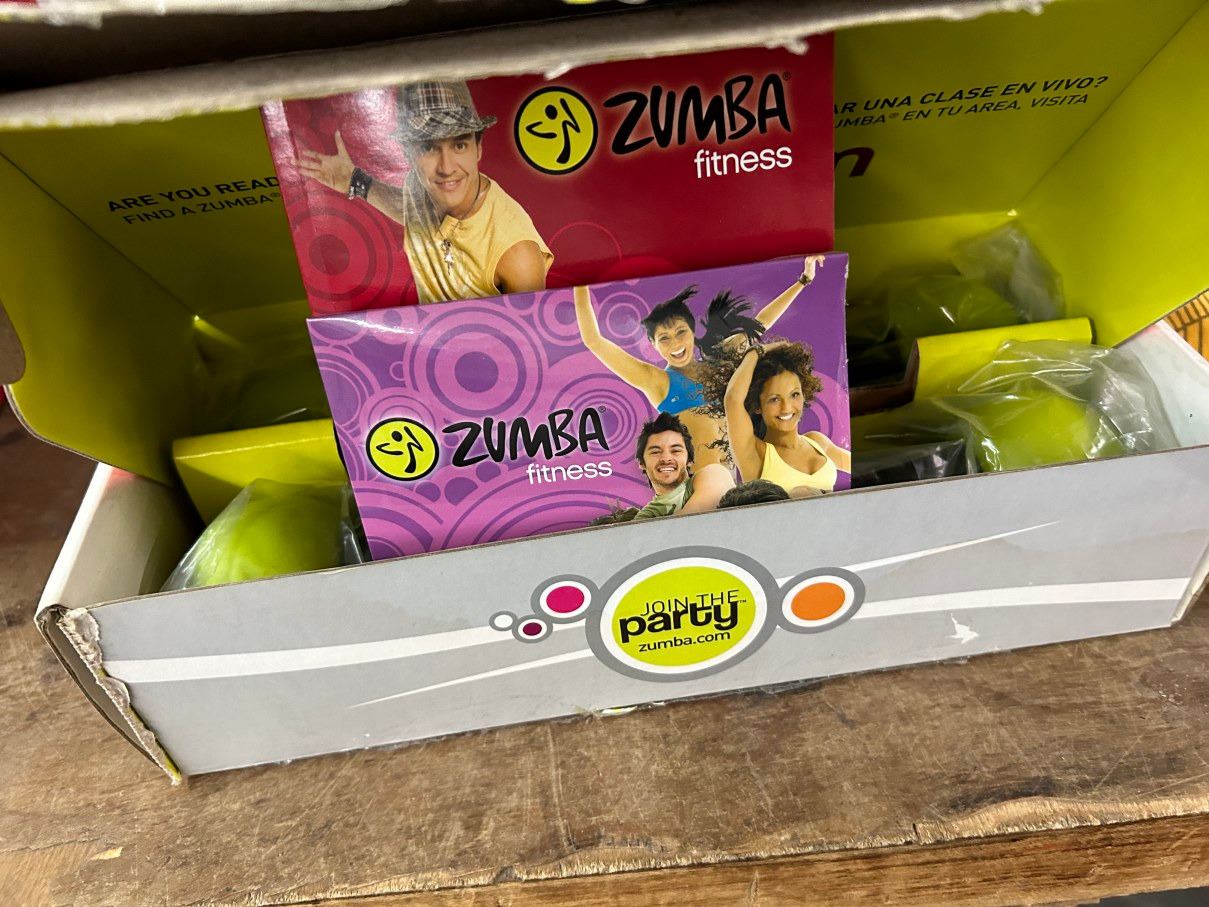 ARE YOU READ
FIND A ZUMBA®
AR UNA CLASE EN VIVO?
UMBA® EN TU AREA, VISITA
n
ZUMBA®
fitness
ZUMBA®
fitness
JOIN THE
party™
zumba.com